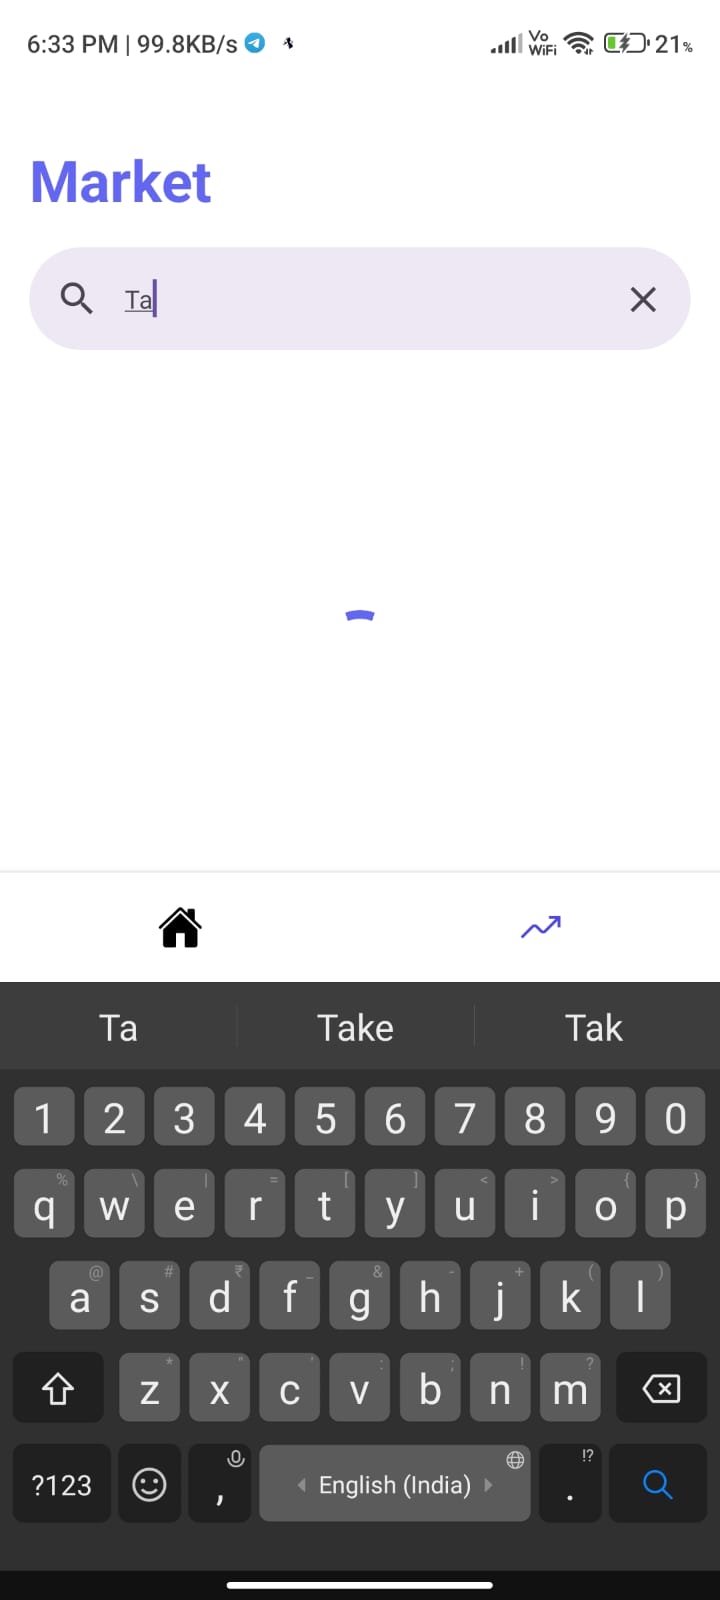 6:33 PM | 99.8KB/s Vo WiFi 21%
Market
Ta
Ta Take Tak
1 2 3 4 5 6 7 8 9 0
% \ | = [ ] < > { }
q w e r t y u i o p
@ # ₹ _ & - + ( )
a s d f g h j k l
* " ' : ; ! ?
z x c v b n m
!?
?123 , English (India) .